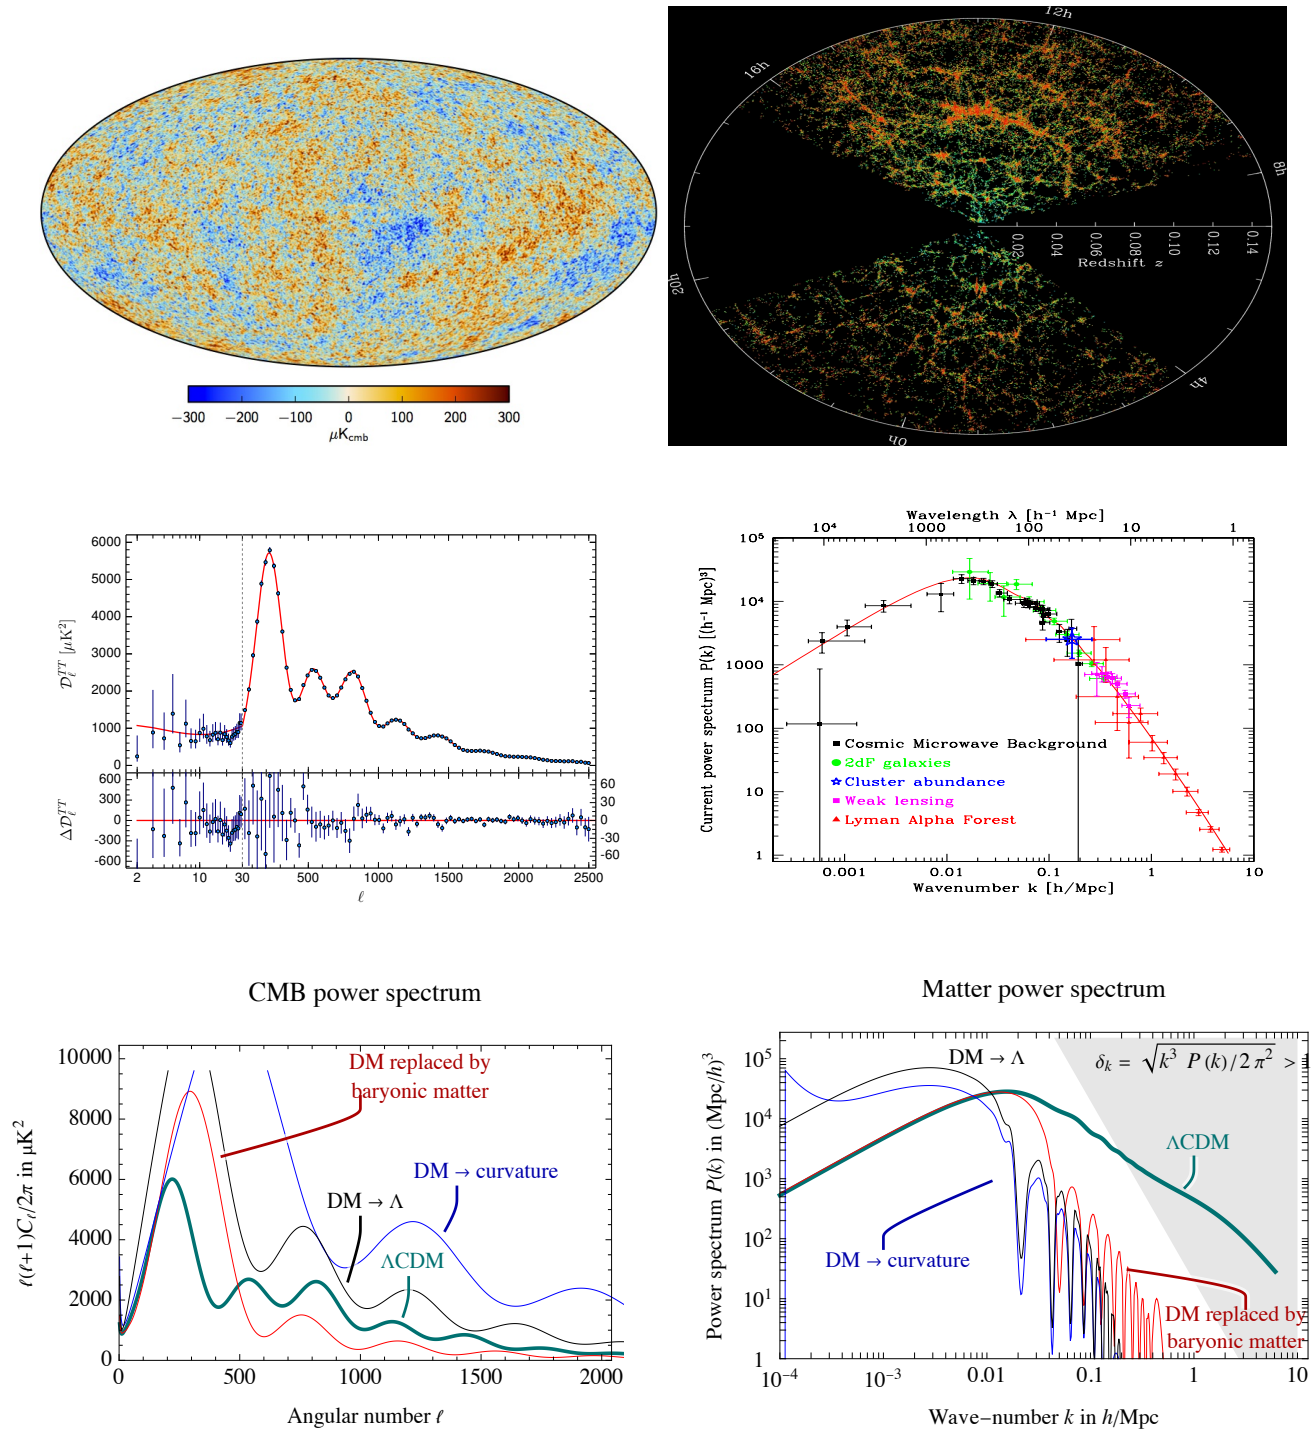 −300 −200 −100 0 100 200 300
μK_cmb
12h
16h
8h
20h
4h
0h
0.02 0.04 0.06 0.08 0.10 0.12 0.14
Redshift z
6000
5000
4000
3000
2000
1000
0
𝒟_ℓ^TT [μK²]
600
300
0
-300
-600
60
30
0
-30
-60
Δ𝒟_ℓ^TT
2 10 30 500 1000 1500 2000 2500
ℓ
Wavelength λ [h⁻¹ Mpc]
10⁴ 1000 100 10 1
10⁵
10⁴
1000
100
10
1
Current power spectrum P(k) [(h⁻¹ Mpc)³]
Cosmic Microwave Background
2dF galaxies
Cluster abundance
Weak lensing
Lyman Alpha Forest
0.001 0.01 0.1 1 10
Wavenumber k [h/Mpc]
CMB power spectrum
10000
8000
6000
4000
2000
0
ℓ(ℓ+1)C_ℓ/2π in μK²
DM replaced by
baryonic matter
DM → curvature
DM → Λ
ΛCDM
0 500 1000 1500 2000
Angular number ℓ
Matter power spectrum
10⁵
10⁴
10³
10²
10¹
1
Power spectrum P(k) in (Mpc/h)³
DM → Λ
δ_k = √k³ P(k)/2π² > 1
ΛCDM
DM → curvature
DM replaced by
baryonic matter
10⁻⁴ 10⁻³ 0.01 0.1 1 10
Wave−number k in h/Mpc